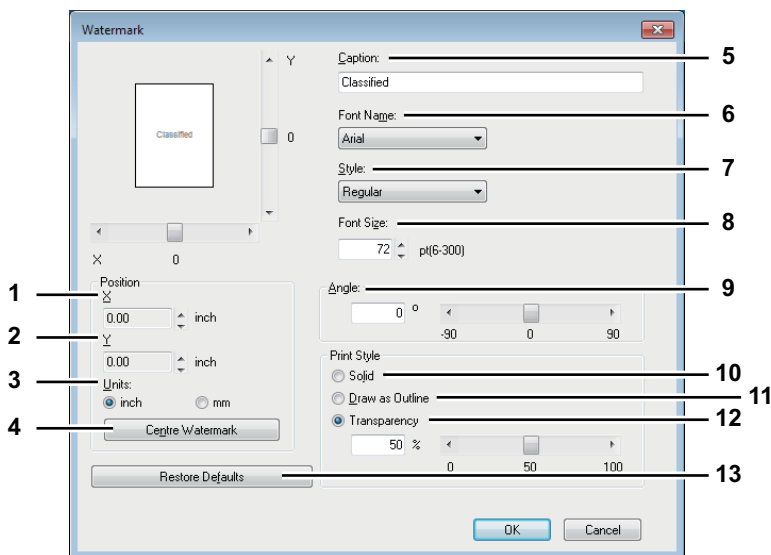 Watermark
Y
Caption: 5
Classified
Classified
0
Font Name: 6
Arial
Style: 7
Regular
Font Size: 8
72 pt(6-300)
X 0
Position
1 X
0.00 inch
2 Y
0.00 inch
3 Units:
inch mm
4 Centre Watermark
Angle: 9
0 °
-90 0 90
Print Style
Solid 10
Draw as Outline 11
Transparency 12
50 %
0 50 100
Restore Defaults 13
OK Cancel